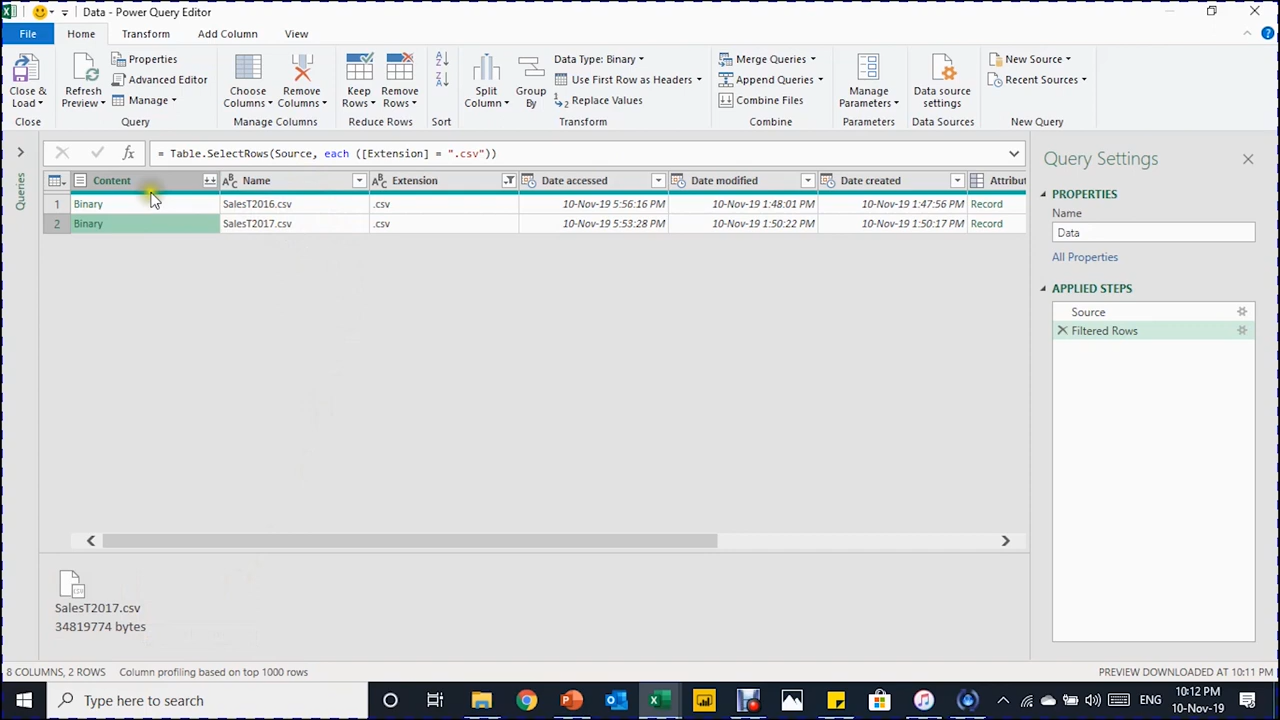 Data - Power Query Editor
File Home Transform Add Column View
Close & Load
Close
Refresh Preview
Properties
Advanced Editor
Manage
Query
Choose Columns
Remove Columns
Manage Columns
Keep Rows
Remove Rows
Reduce Rows
Sort
Split Column
Group By
Data Type: Binary
Use First Row as Headers
Replace Values
Transform
Merge Queries
Append Queries
Combine Files
Combine
Manage Parameters
Parameters
Data source settings
Data Sources
New Source
Recent Sources
New Query
Queries
= Table.SelectRows(Source, each ([Extension] = ".csv"))
Content Name Extension Date accessed Date modified Date created Attribut
1 Binary SalesT2016.csv .csv 10-Nov-19 5:56:16 PM 10-Nov-19 1:48:01 PM 10-Nov-19 1:47:56 PM Record
2 Binary SalesT2017.csv .csv 10-Nov-19 5:53:28 PM 10-Nov-19 1:50:22 PM 10-Nov-19 1:50:17 PM Record
SalesT2017.csv
34819774 bytes
Query Settings
PROPERTIES
Name
Data
All Properties
APPLIED STEPS
Source
Filtered Rows
8 COLUMNS, 2 ROWS Column profiling based on top 1000 rows
PREVIEW DOWNLOADED AT 10:11 PM
Type here to search
ENG
10:12 PM
10-Nov-19